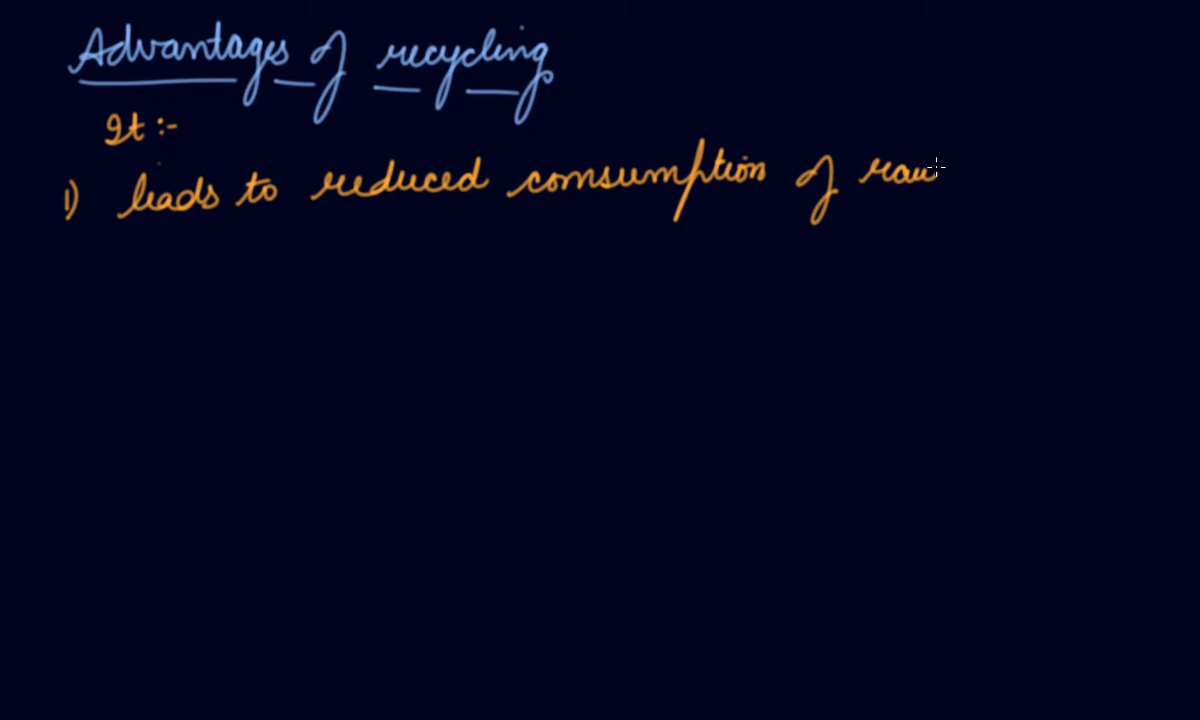 Advantages of recycling
It :-
1) leads to reduced consumption of raw